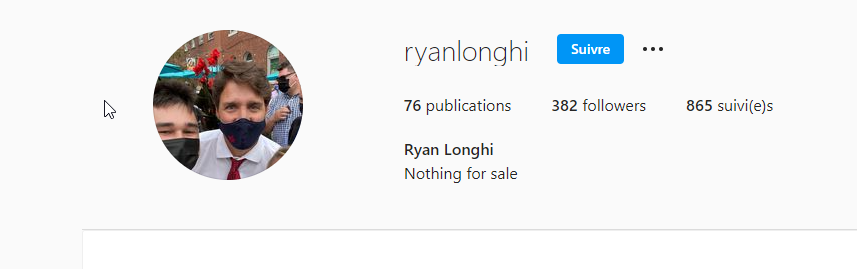 ryanlonghi Suivre
76 publications 382 followers 865 suivi(e)s
Ryan Longhi
Nothing for sale